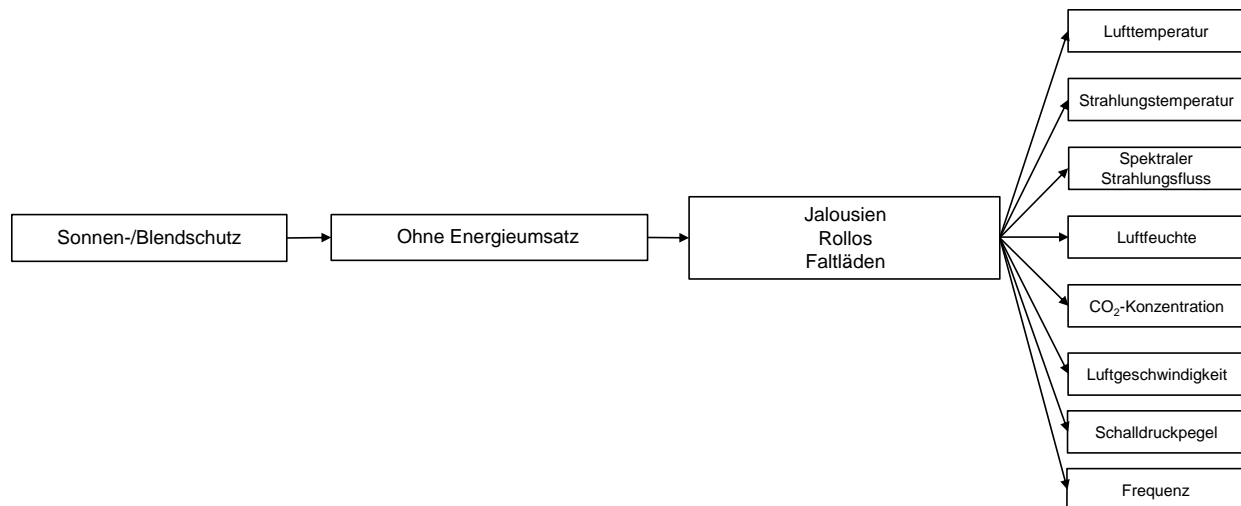 Sonnen-/Blendschutz
Ohne Energieumsatz
Jalousien
Rollos
Faltläden
Lufttemperatur
Strahlungstemperatur
Spektraler
Strahlungsfluss
Luftfeuchte
CO₂-Konzentration
Luftgeschwindigkeit
Schalldruckpegel
Frequenz